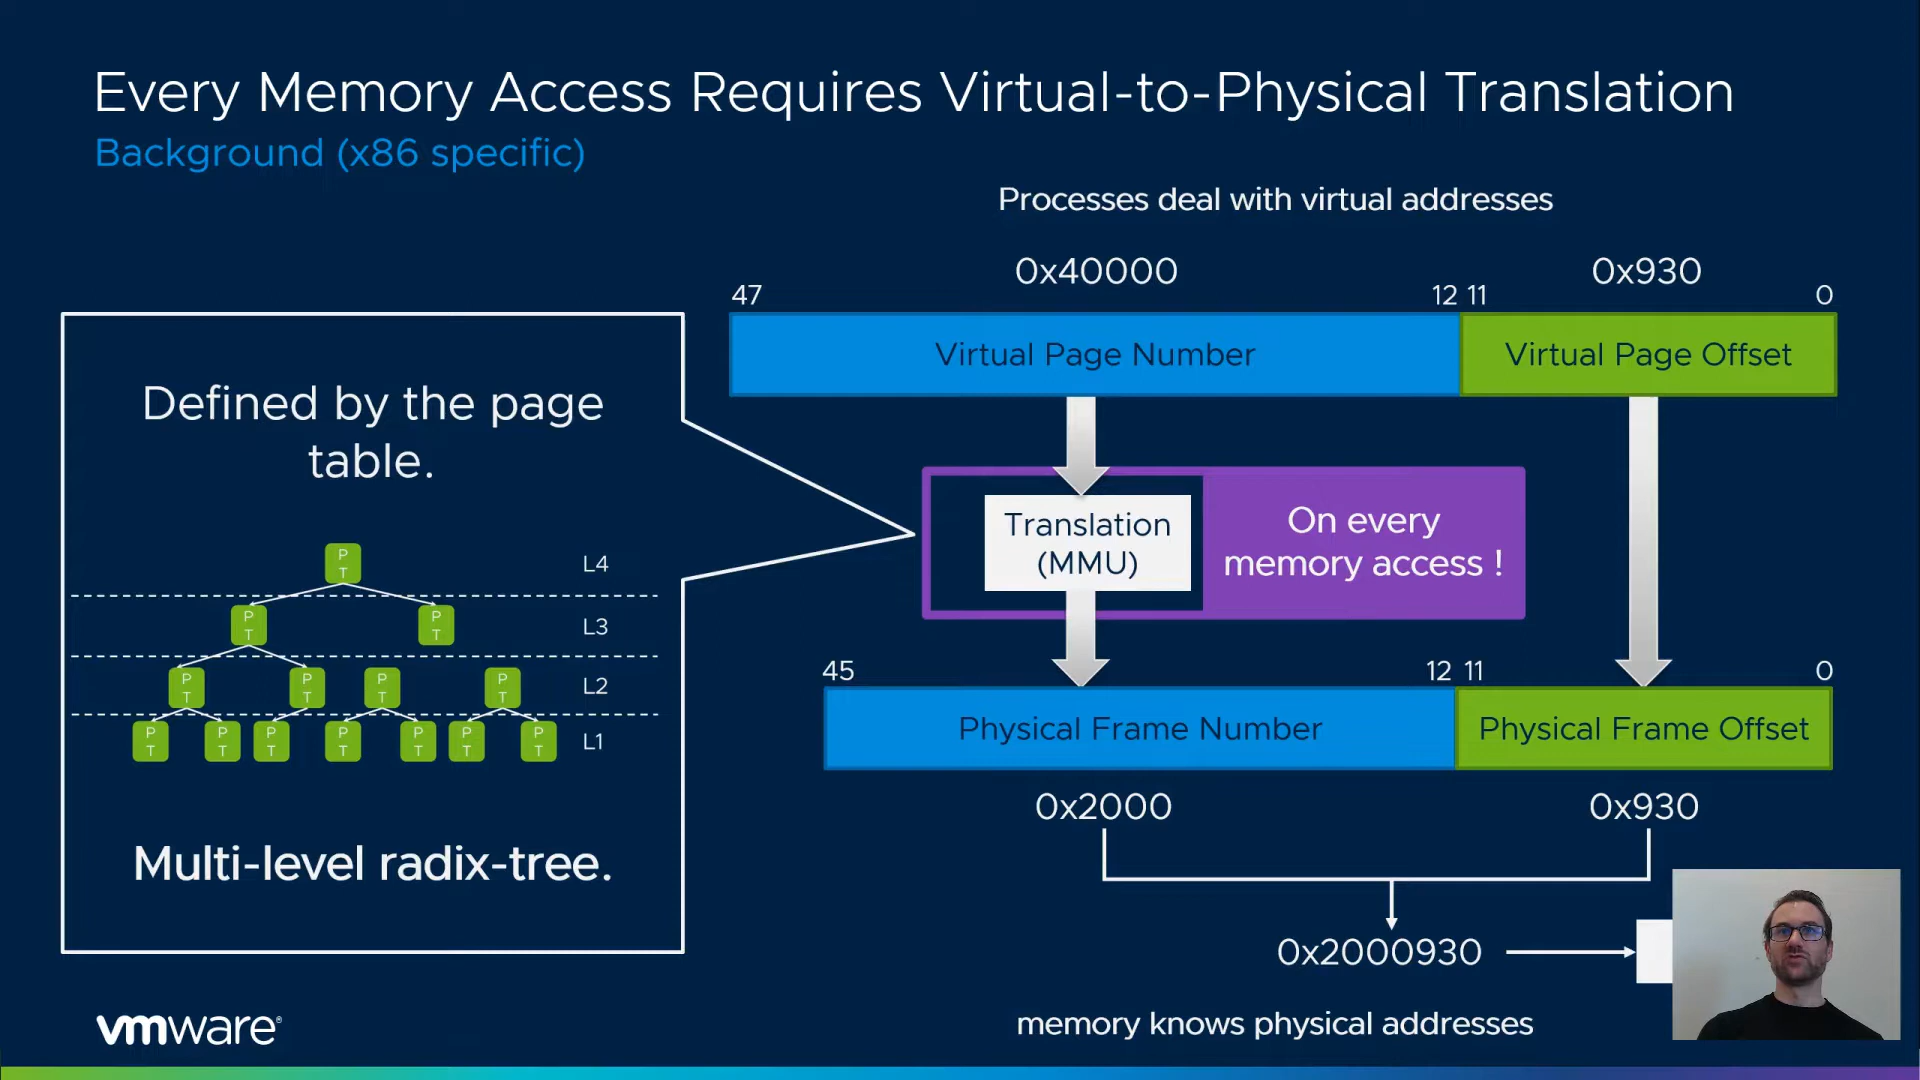 Every Memory Access Requires Virtual-to-Physical Translation
Background (x86 specific)
Processes deal with virtual addresses
0x40000
0x930
47
12 11
0
Virtual Page Number
Virtual Page Offset
Defined by the page
table.
P
T
L4
P
T
P
T
L3
P
T
P
T
P
T
P
T
L2
P
T
P
T
P
T
P
T
P
T
P
T
P
T
L1
Multi-level radix-tree.
Translation
(MMU)
On every
memory access !
45
12 11
0
Physical Frame Number
Physical Frame Offset
0x2000
0x930
0x2000930
memory knows physical addresses
vmware®